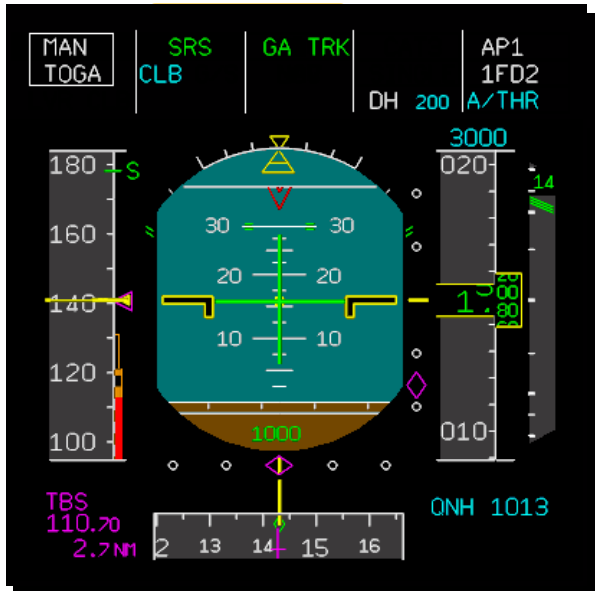 MAN SRS GA TRK AP1
TOGA CLB 1FD2
DH 200 A/THR
3000
180 S 020 14
160 30 30
20 20
140
10 10
120
100 1000 010
TBS QNH 1013
110.70
2.7 NM 2 13 14 15 16